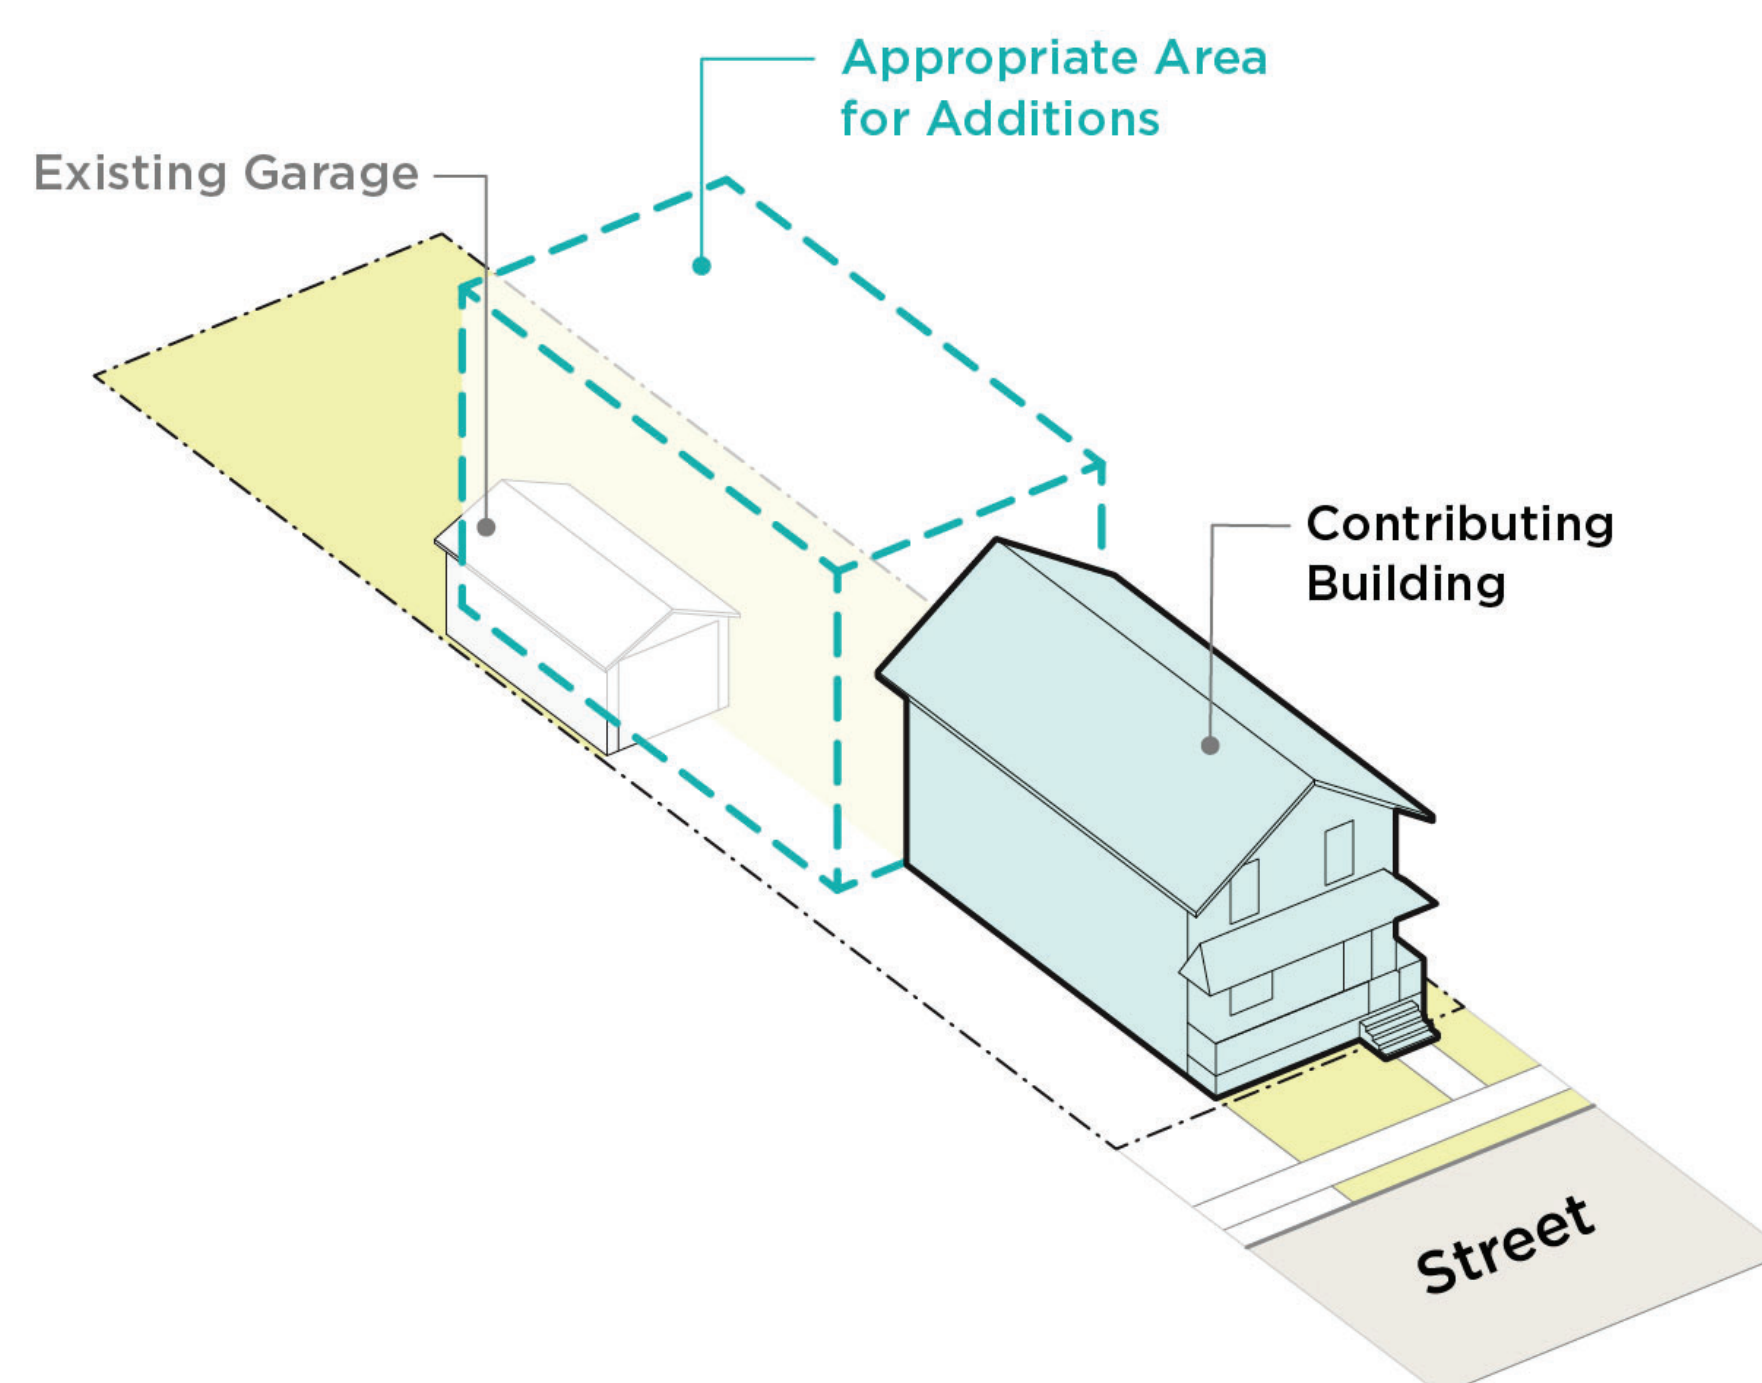 Appropriate Area
for Additions
Existing Garage
Contributing
Building
Street